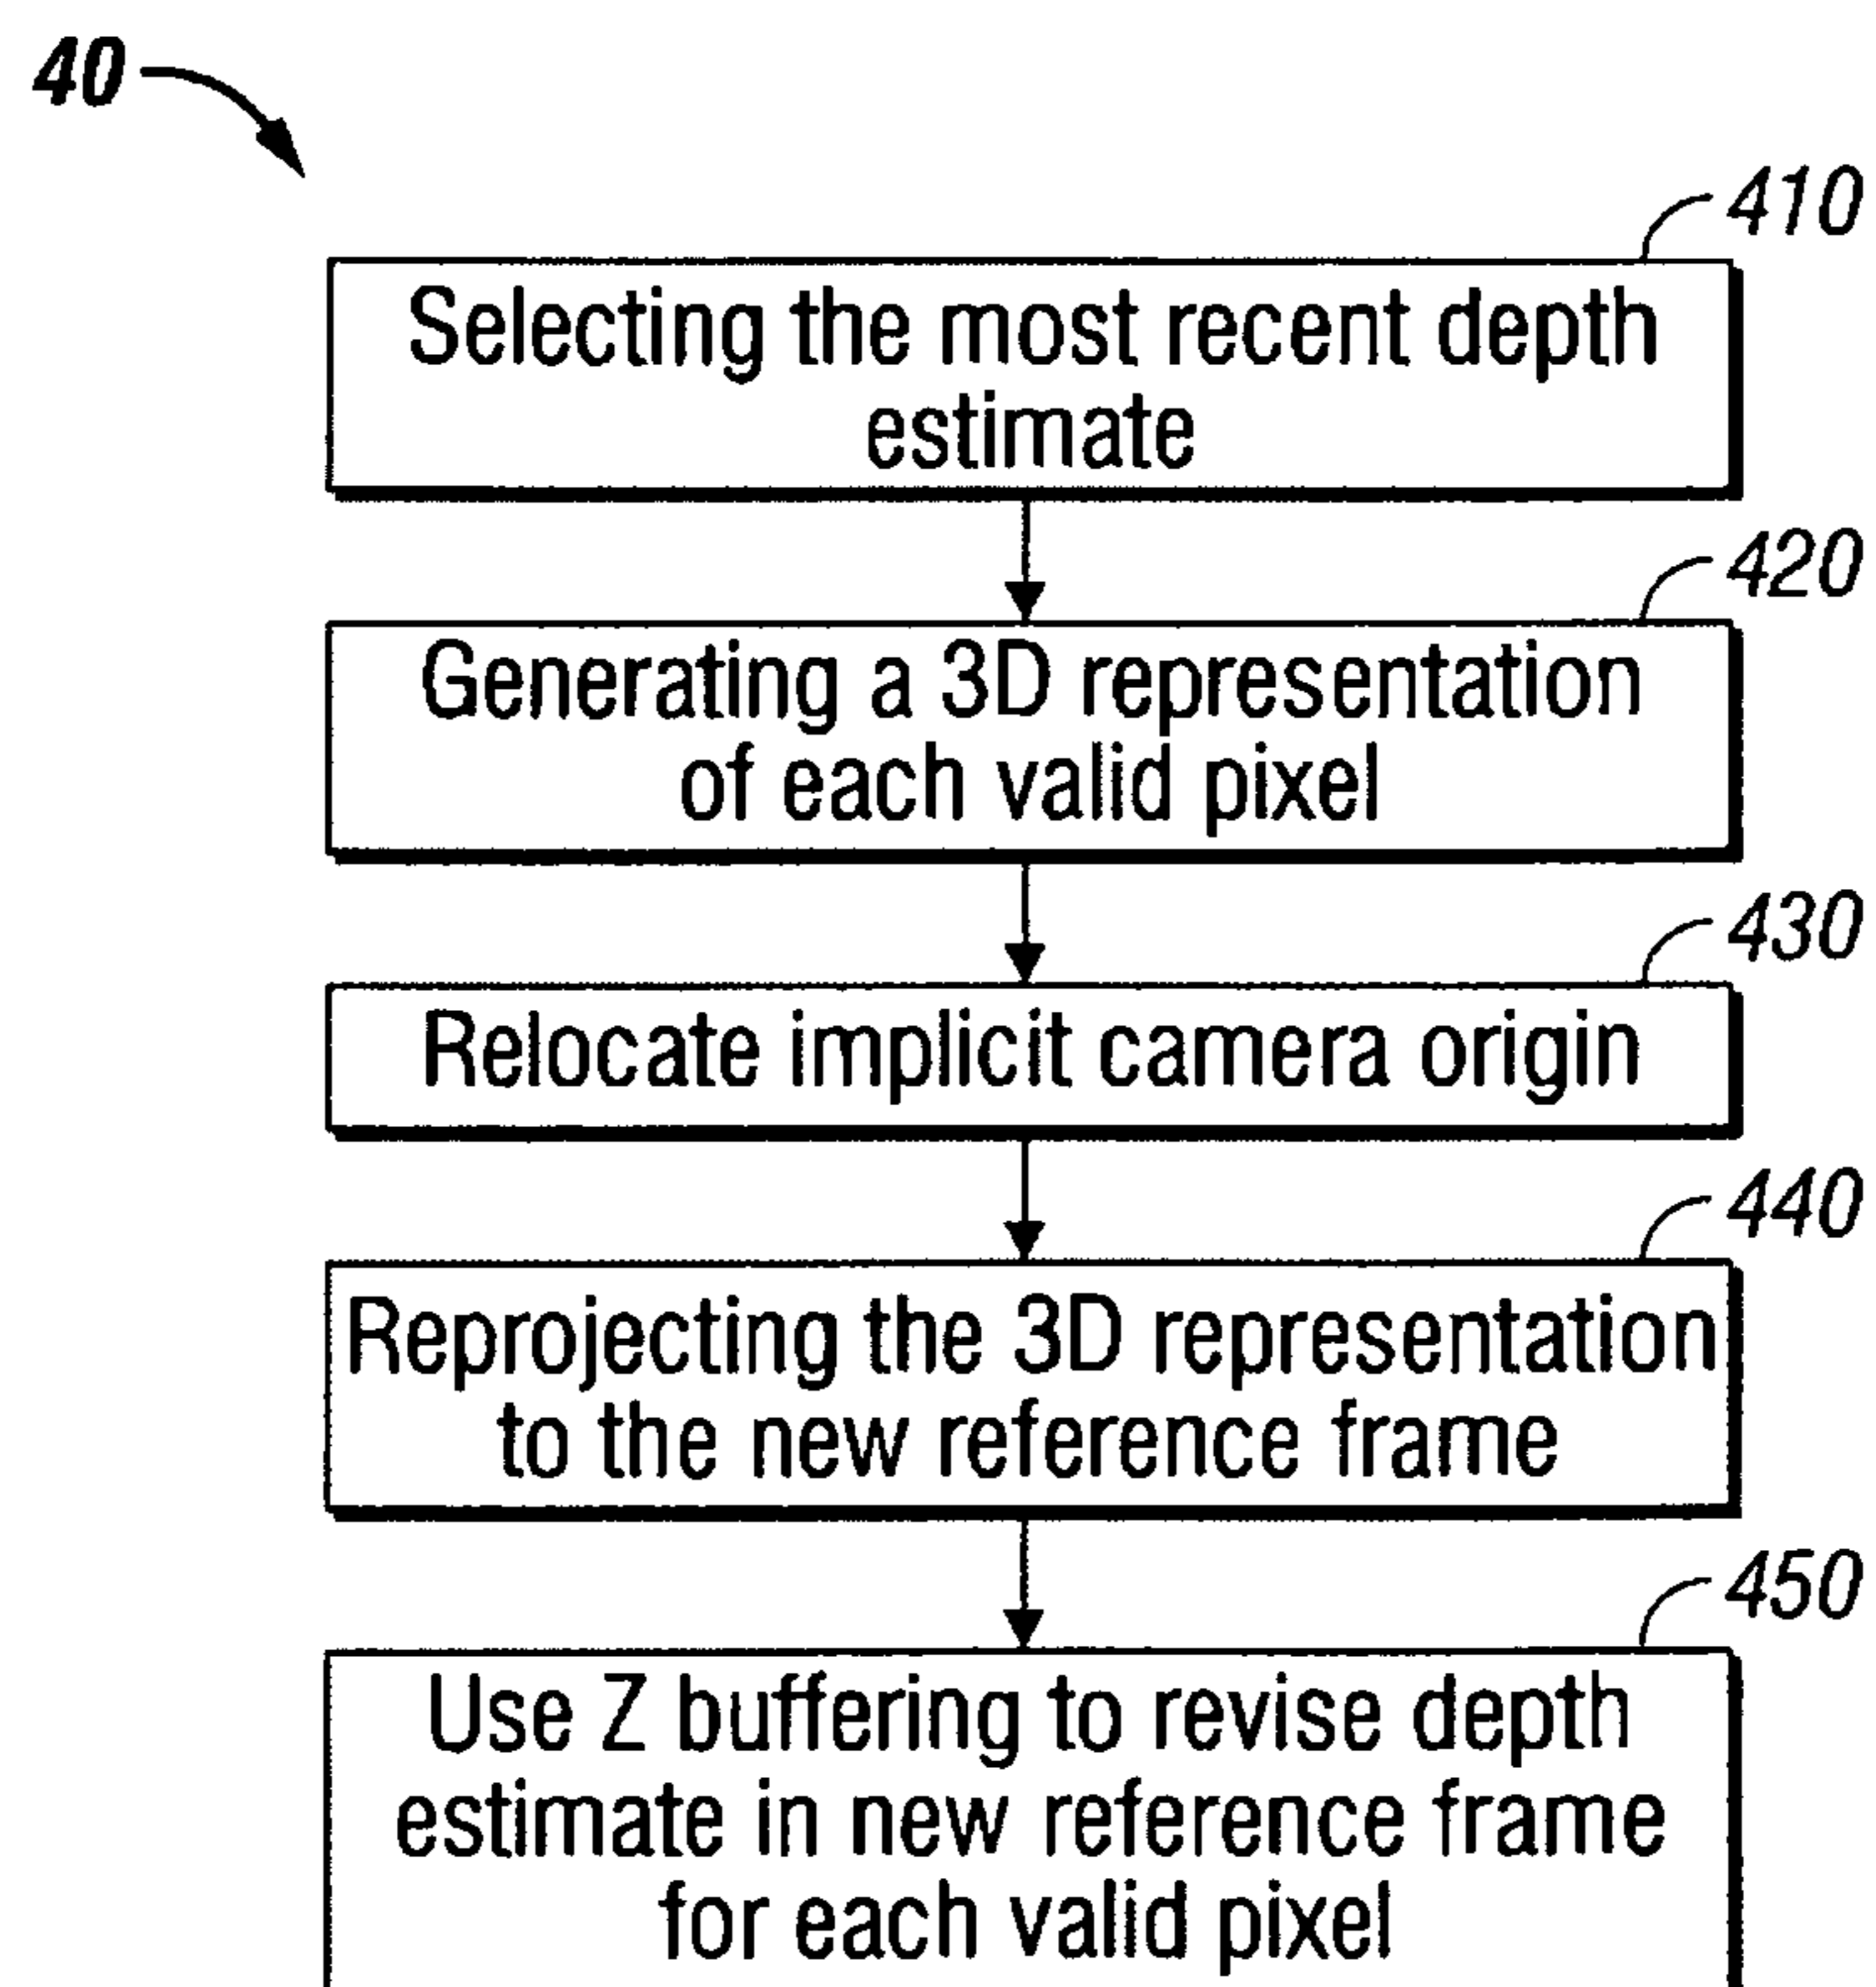 40
410
Selecting the most recent depth
estimate
420
Generating a 3D representation
of each valid pixel
430
Relocate implicit camera origin
440
Reprojecting the 3D representation
to the new reference frame
450
Use Z buffering to revise depth
estimate in new reference frame
for each valid pixel